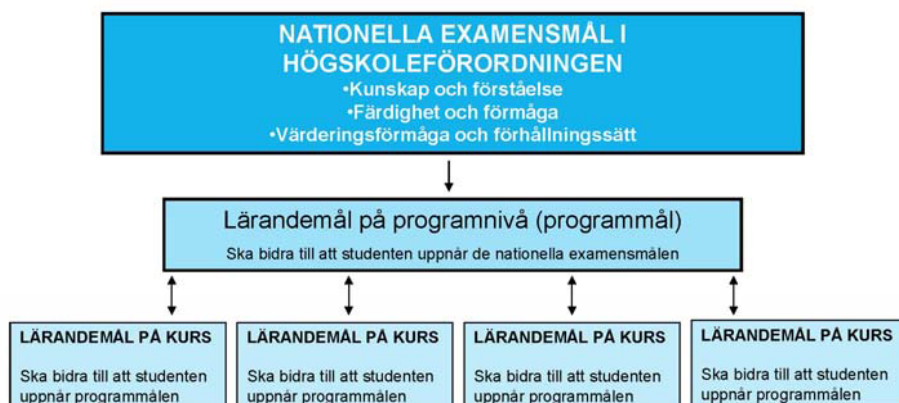 NATIONELLA EXAMENSMÅL I
HÖGSKOLEFÖRORDNINGEN
•Kunskap och förståelse
•Färdighet och förmåga
•Värderingsförmåga och förhållningssätt
Lärandemål på programnivå (programmål)
Ska bidra till att studenten uppnår de nationella examensmålen
LÄRANDEMÅL PÅ KURS
Ska bidra till att studenten
uppnår programmålen
LÄRANDEMÅL PÅ KURS
Ska bidra till att studenten
uppnår programmålen
LÄRANDEMÅL PÅ KURS
Ska bidra till att studenten
uppnår programmålen
LÄRANDEMÅL PÅ KURS
Ska bidra till att studenten
uppnår programmålen